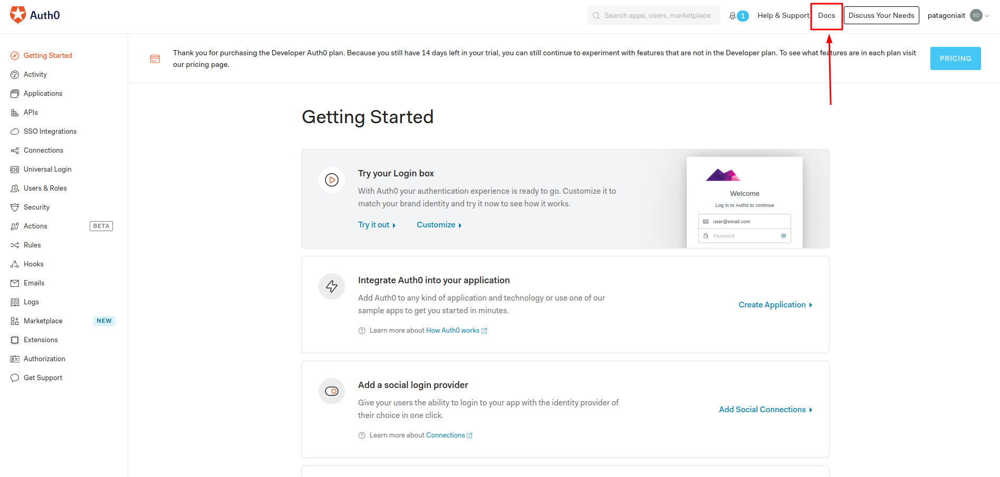 Auth0
Search apps, users, marketplace
1
Help & Support
Docs
Discuss Your Needs
patagoniait
SO
Getting Started
Activity
Applications
APIs
SSO Integrations
Connections
Universal Login
Users & Roles
Security
Actions BETA
Rules
Hooks
Emails
Logs
Marketplace NEW
Extensions
Authorization
Get Support
Thank you for purchasing the Developer Auth0 plan. Because you still have 14 days left in your trial, you can still continue to experiment with features that are not in the Developer plan. To see what features are in each plan visit
our pricing page.
PRICING
Getting Started
Try your Login box
With Auth0 your authentication experience is ready to go. Customize it to
match your brand identity and try it now to see how it works.
Try it out
Customize
Welcome
Log in to Auth0 to continue
user@email.com
Password
Integrate Auth0 into your application
Add Auth0 to any kind of application and technology or use one of our
sample apps to get you started in minutes.
Learn more about How Auth0 works
Create Application
Add a social login provider
Give your users the ability to login to your app with the identity provider of
their choice in one click.
Learn more about Connections
Add Social Connections